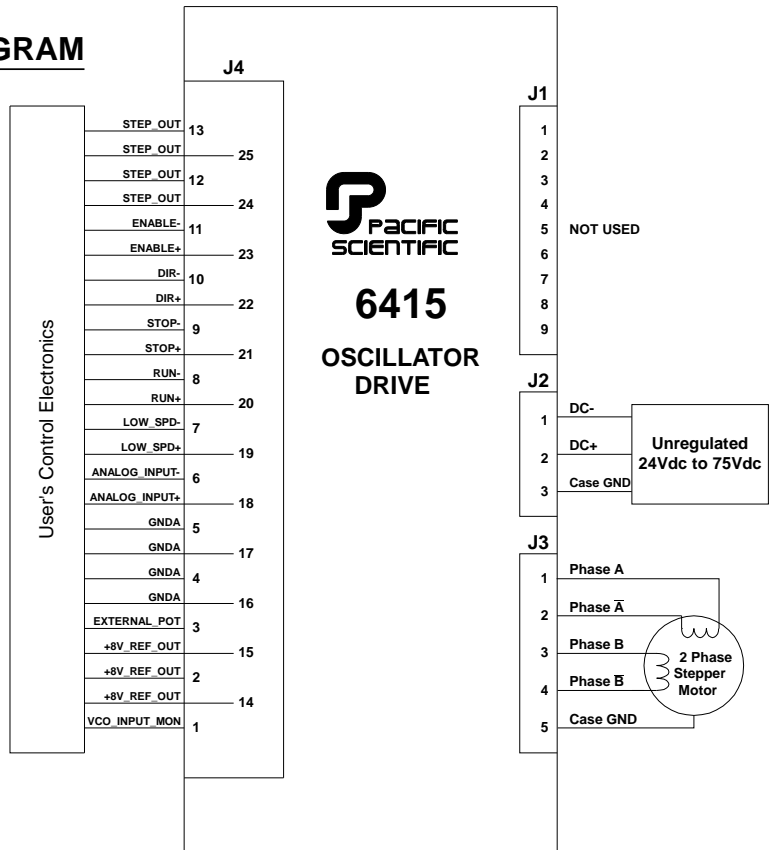 GRAM
J4
User's Control Electronics
STEP_OUT 13
STEP_OUT 25
STEP_OUT 12
STEP_OUT 24
ENABLE- 11
ENABLE+ 23
DIR- 10
DIR+ 22
STOP- 9
STOP+ 21
RUN- 8
RUN+ 20
LOW_SPD- 7
LOW_SPD+ 19
ANALOG_INPUT- 6
ANALOG_INPUT+ 18
GNDA 5
GNDA 17
GNDA 4
GNDA 16
EXTERNAL_POT 3
+8V_REF_OUT 15
+8V_REF_OUT 2
+8V_REF_OUT 14
VCO_INPUT_MON 1
PACIFIC
SCIENTIFIC
6415
OSCILLATOR
DRIVE
J1
1
2
3
4
5 NOT USED
6
7
8
9
J2
1 DC-
2 DC+
3 Case GND
Unregulated
24Vdc to 75Vdc
J3
1 Phase A
2 Phase A̅
3 Phase B
4 Phase B̅
5 Case GND
2 Phase
Stepper
Motor